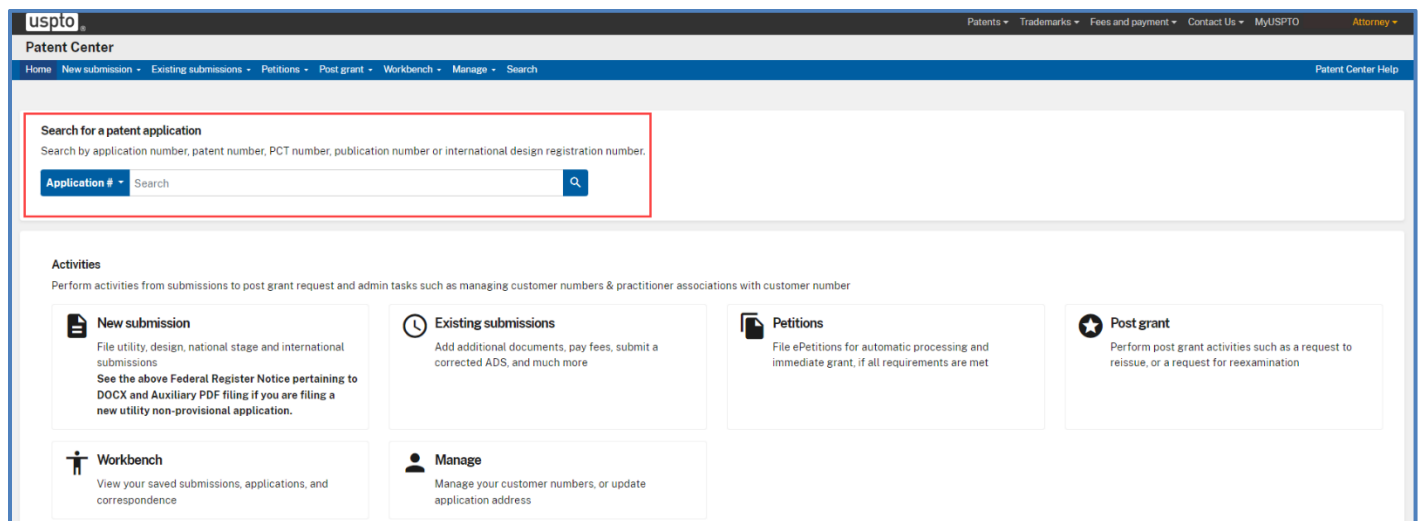 uspto
Patents Trademarks Fees and payment Contact Us MyUSPTO Attorney
Patent Center
Home New submission Existing submissions Petitions Post grant Workbench Manage Search Patent Center Help
Search for a patent application
Search by application number, patent number, PCT number, publication number or international design registration number.
Application # Search
Activities
Perform activities from submissions to post grant request and admin tasks such as managing customer numbers & practitioner associations with customer number
New submission
File utility, design, national stage and international
submissions
See the above Federal Register Notice pertaining to
DOCX and Auxiliary PDF filing if you are filing a
new utility non-provisional application.
Existing submissions
Add additional documents, pay fees, submit a
corrected ADS, and much more
Petitions
File ePetitions for automatic processing and
immediate grant, if all requirements are met
Post grant
Perform post grant activities such as a request to
reissue, or a request for reexamination
Workbench
View your saved submissions, applications, and
correspondence
Manage
Manage your customer numbers, or update
application address